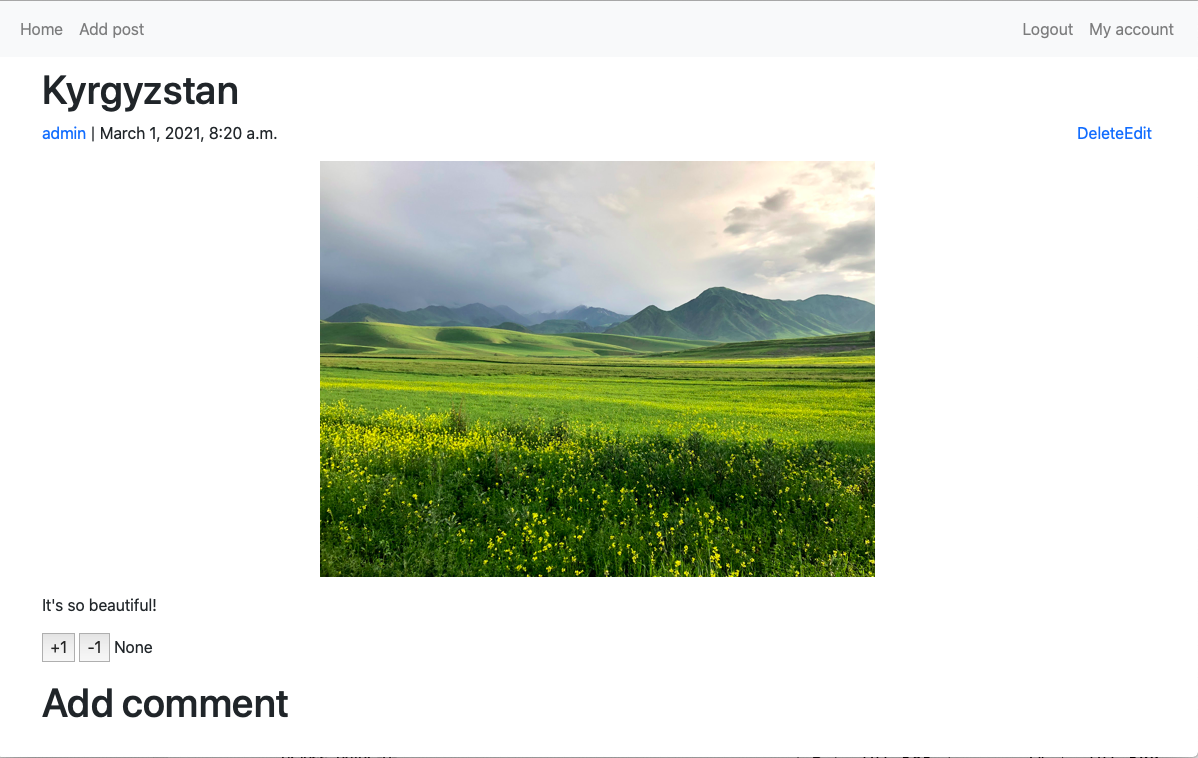 Home Add post Logout My account
Kyrgyzstan
admin | March 1, 2021, 8:20 a.m. DeleteEdit
It's so beautiful!
+1 -1 None
Add comment